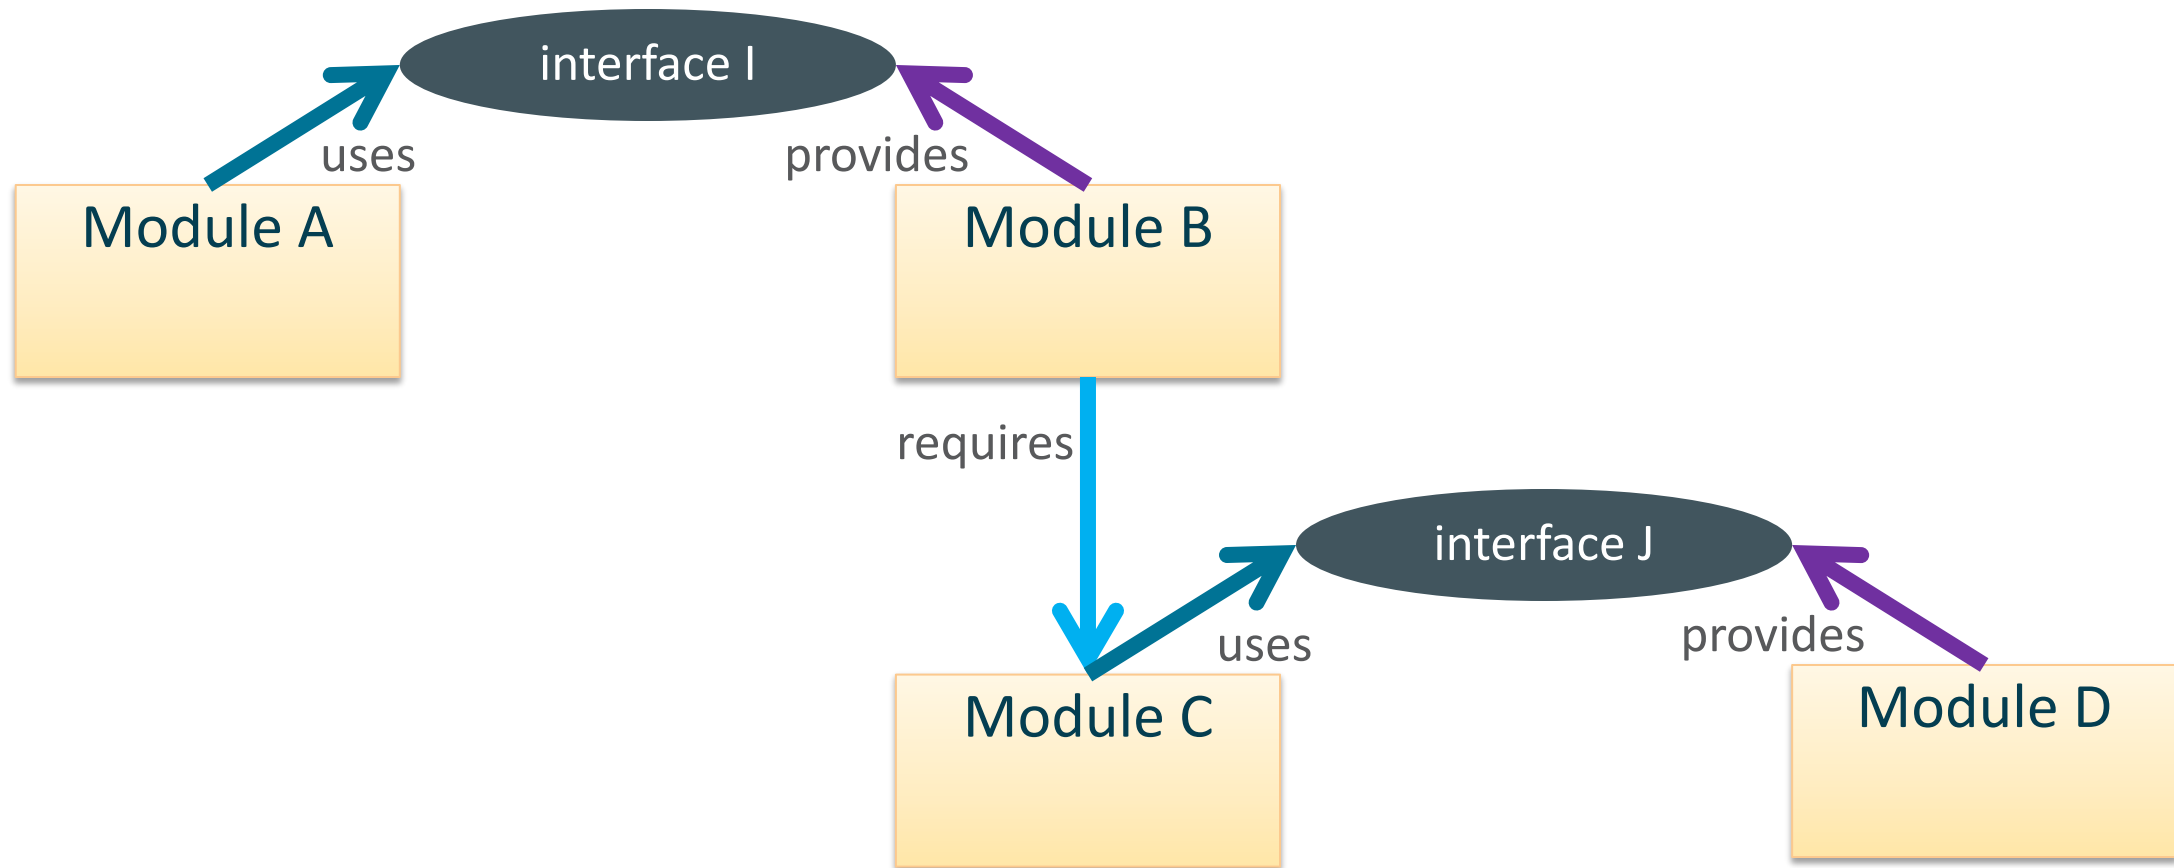 interface I
uses
provides
Module A
Module B
requires
interface J
uses
provides
Module C
Module D